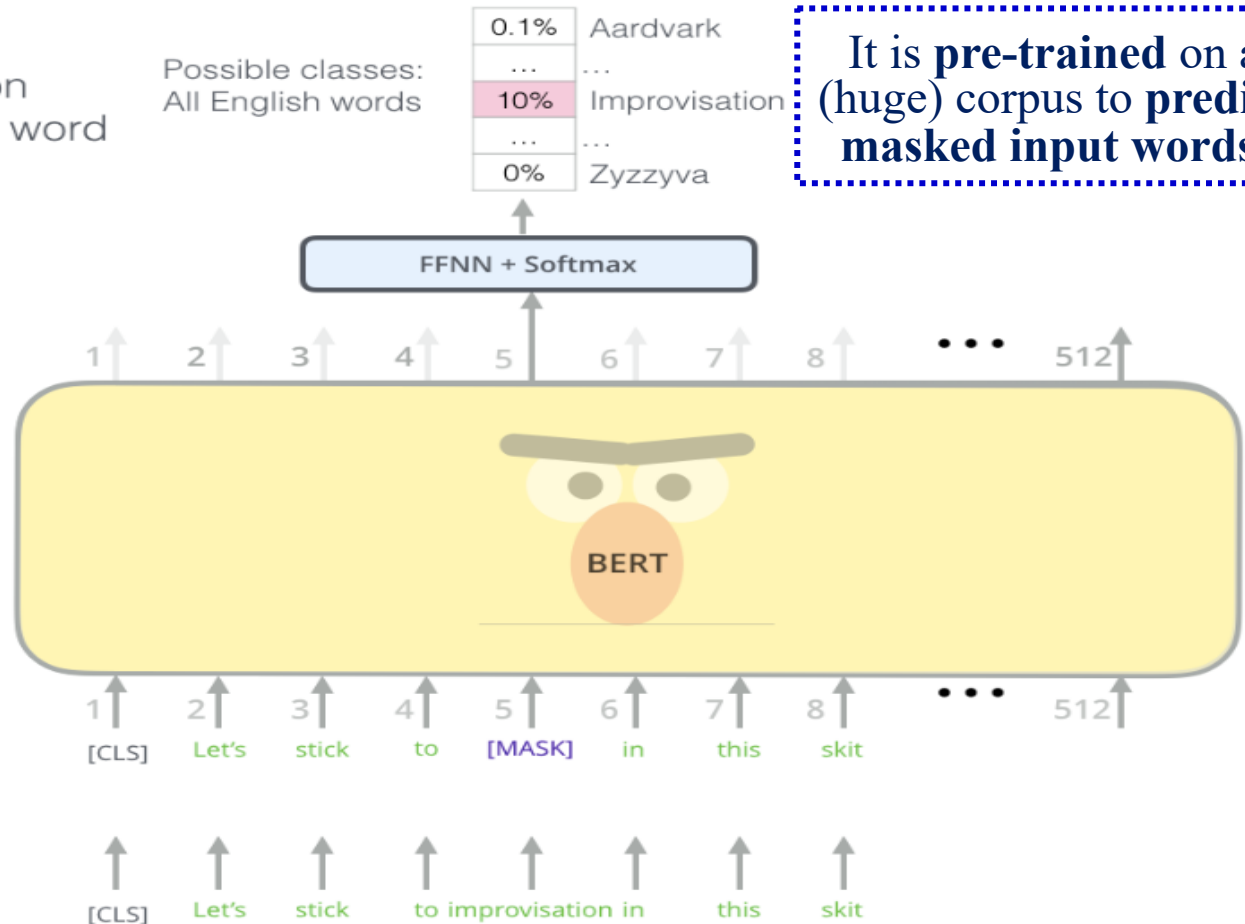 0.1% Aardvark
Possible classes:
... ...
All English words
10% Improvisation
word
... ...
0% Zyzzyva
It is pre-trained on a
(huge) corpus to predi
masked input words
FFNN + Softmax
1 2 3 4 5 6 7 8 ... 512
BERT
1 2 3 4 5 6 7 8 ... 512
[CLS] Let's stick to [MASK] in this skit
[CLS] Let's stick to improvisation in this skit